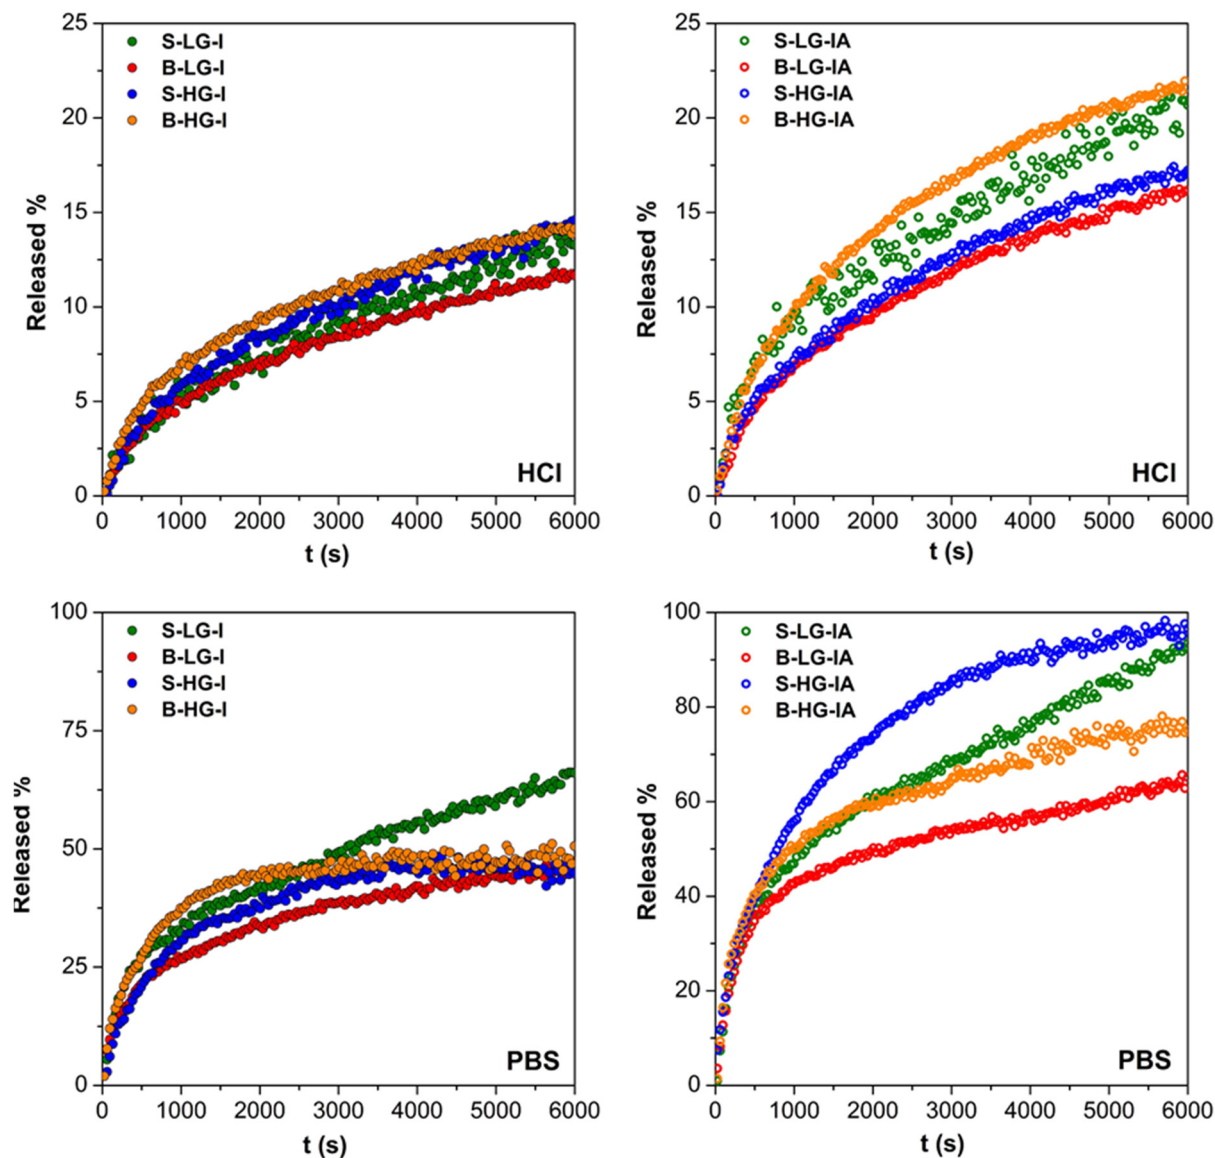 25
20
15
10
5
0
Released %
S-LG-I
B-LG-I
S-HG-I
B-HG-I
HCl
0 1000 2000 3000 4000 5000 6000
t (s)
25
20
15
10
5
0
Released %
S-LG-IA
B-LG-IA
S-HG-IA
B-HG-IA
HCl
0 1000 2000 3000 4000 5000 6000
t (s)
100
75
50
25
0
Released %
S-LG-I
B-LG-I
S-HG-I
B-HG-I
PBS
0 1000 2000 3000 4000 5000 6000
t (s)
100
80
60
40
20
0
Released %
S-LG-IA
B-LG-IA
S-HG-IA
B-HG-IA
PBS
0 1000 2000 3000 4000 5000 6000
t (s)